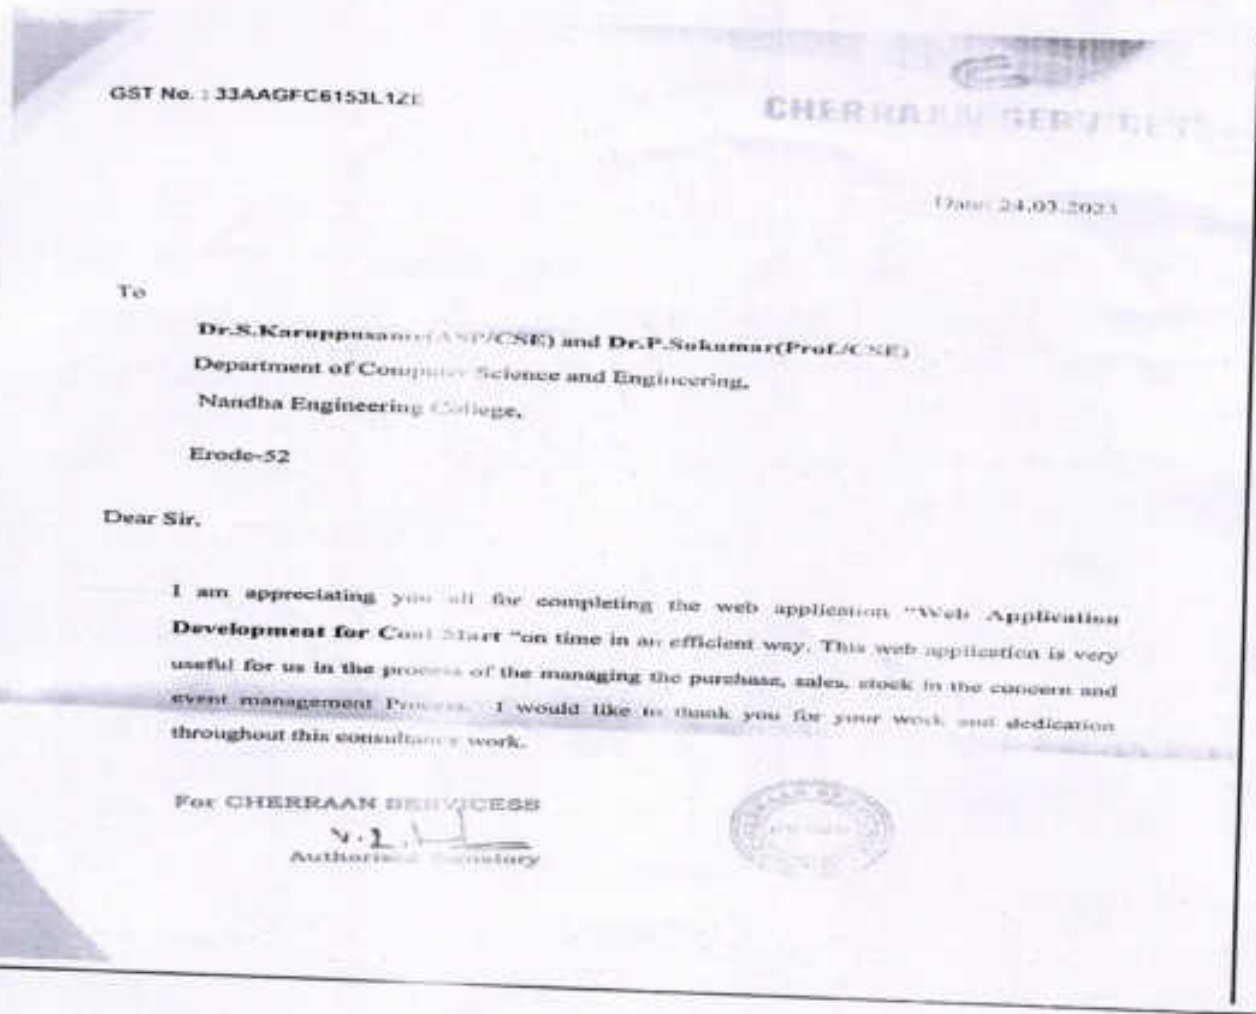 GST No. : 33AAGFC6153L1ZE
CHERRAAN SERVICESS
Date: 24.03.2023
To
Dr.S.Karuppusamy(ASP/CSE) and Dr.P.Sukumar(Prof./CSE)
Department of Computer Science and Engineering,
Nandha Engineering College,
Erode-52
Dear Sir,
I am appreciating you all for completing the web application "Web Application
Development for Cool Mart "on time in an efficient way. This web application is very
useful for us in the process of the managing the purchase, sales, stock in the concern and
event management Process. I would like to thank you for your work and dedication
throughout this consultancy work.
For CHERRAAN SERVICESS
Authorised Signatory